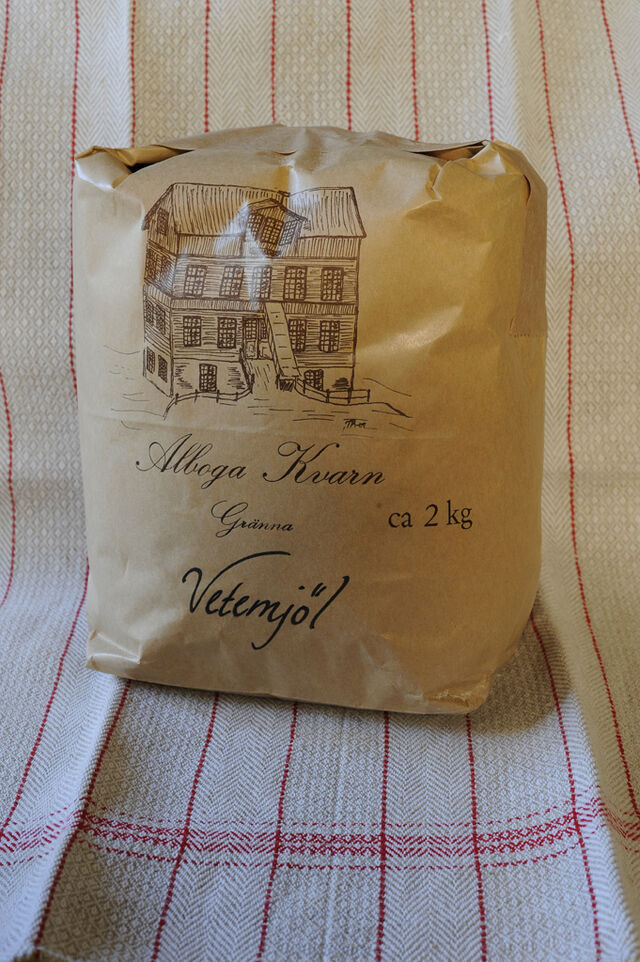 Alboga Kvarn
Gränna
ca 2 kg
Vetemjöl